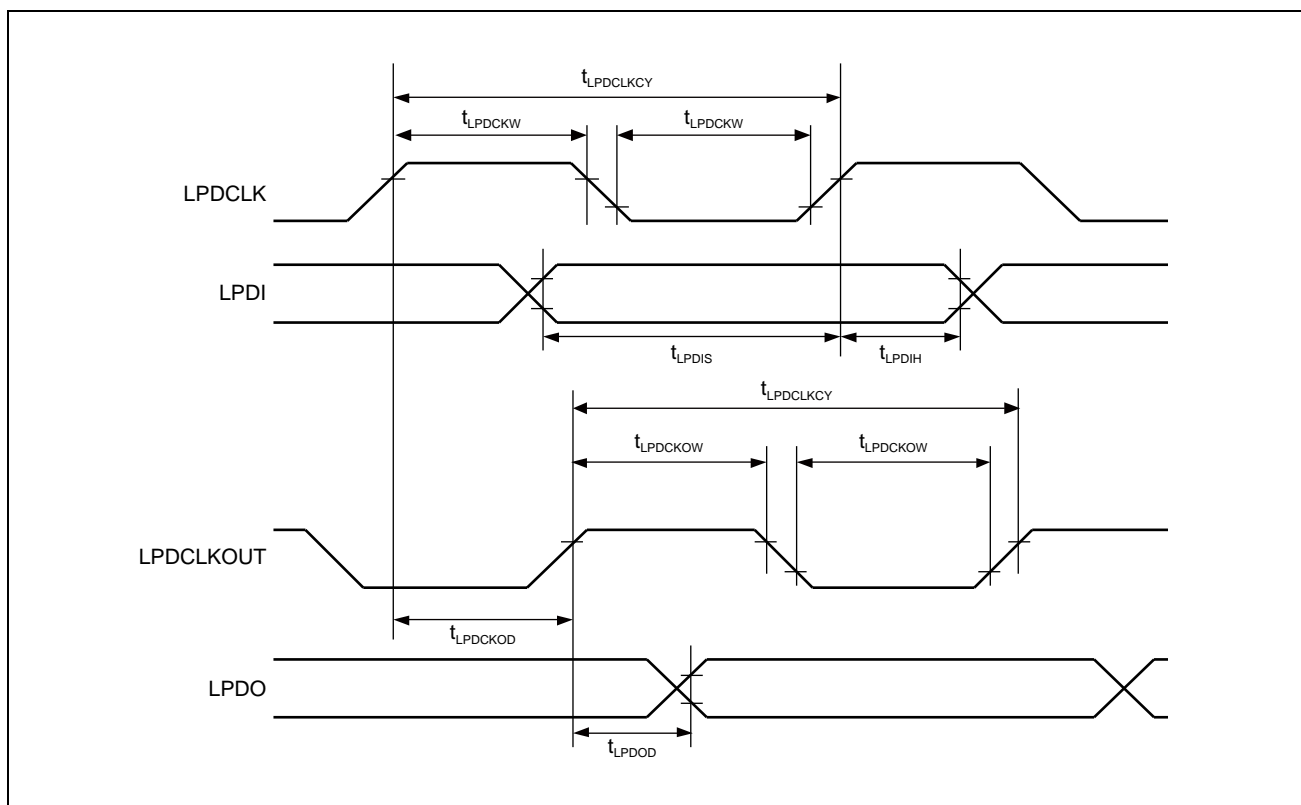 tLPDCLKCY
tLPDCKW tLPDCKW
LPDCLK
LPDI
tLPDIS tLPDIH
tLPDCLKCY
tLPDCKOW tLPDCKOW
LPDCLKOUT
tLPDCKOD
LPDO
tLPDOD